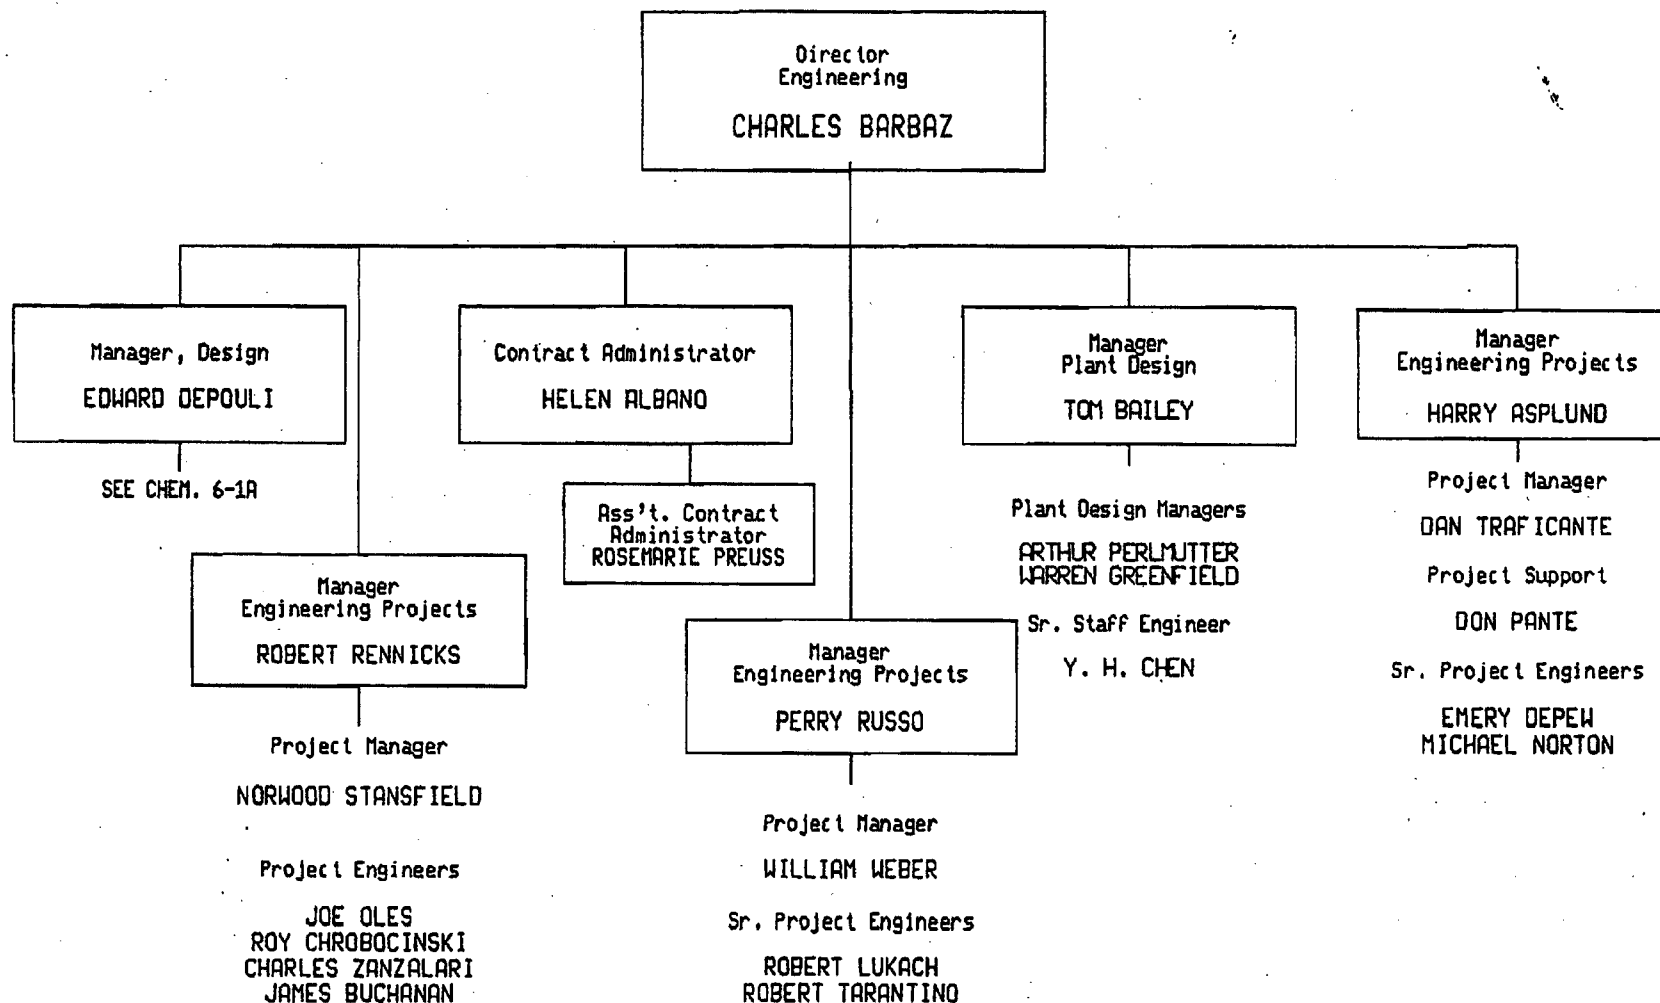 Director
Engineering
CHARLES BARBAZ
Manager, Design
EDWARD DEPOULI
SEE CHEM. 6-1A
Manager
Engineering Projects
ROBERT RENNICKS
Project Manager
NORWOOD STANSFIELD
Project Engineers
JOE OLES
ROY CHROBOCINSKI
CHARLES ZANZALARI
JAMES BUCHANAN
Contract Administrator
HELEN ALBANO
Ass't. Contract
Administrator
ROSEMARIE PREUSS
Manager
Engineering Projects
PERRY RUSSO
Project Manager
WILLIAM WEBER
Sr. Project Engineers
ROBERT LUKACH
ROBERT TARANTINO
Manager
Plant Design
TOM BAILEY
Plant Design Managers
ARTHUR PERLMUTTER
WARREN GREENFIELD
Sr. Staff Engineer
Y. H. CHEN
Manager
Engineering Projects
HARRY ASPLUND
Project Manager
DAN TRAFICANTE
Project Support
DON PANTE
Sr. Project Engineers
EMERY DEPEW
MICHAEL NORTON